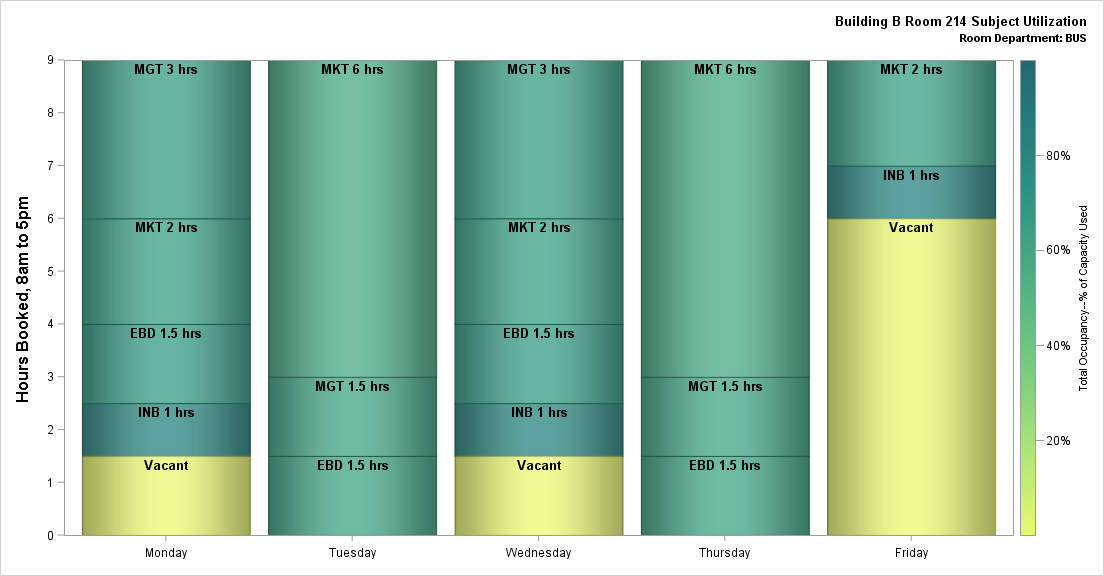 Building B Room 214 Subject Utilization
Room Department: BUS
Hours Booked, 8am to 5pm
9
8
7
6
5
4
3
2
1
0
MGT 3 hrs
MKT 2 hrs
EBD 1.5 hrs
INB 1 hrs
Vacant
MKT 6 hrs
MGT 1.5 hrs
EBD 1.5 hrs
MGT 3 hrs
MKT 2 hrs
EBD 1.5 hrs
INB 1 hrs
Vacant
MKT 6 hrs
MGT 1.5 hrs
EBD 1.5 hrs
MKT 2 hrs
INB 1 hrs
Vacant
Monday
Tuesday
Wednesday
Thursday
Friday
80%
60%
40%
20%
Total Occupancy--% of Capacity Used